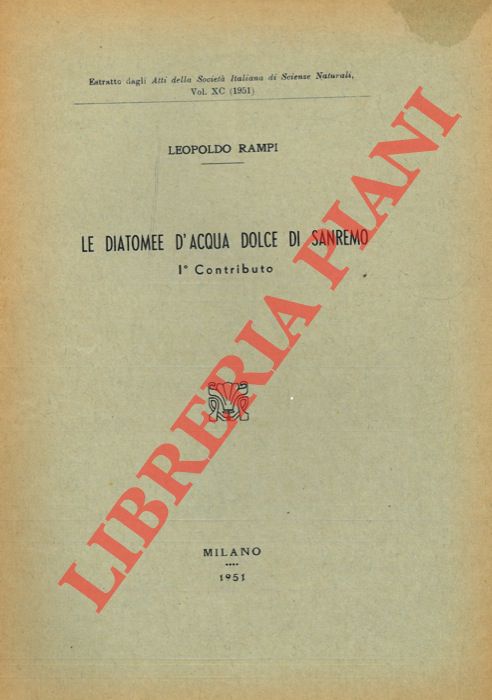 Estratto dagli Atti della Società Italiana di Scienze Naturali,
Vol. XC (1951)
LEOPOLDO RAMPI
LE DIATOMEE D'ACQUA DOLCE DI SANREMO
I° Contributo
MILANO
1951
LIBRERIA PIANI